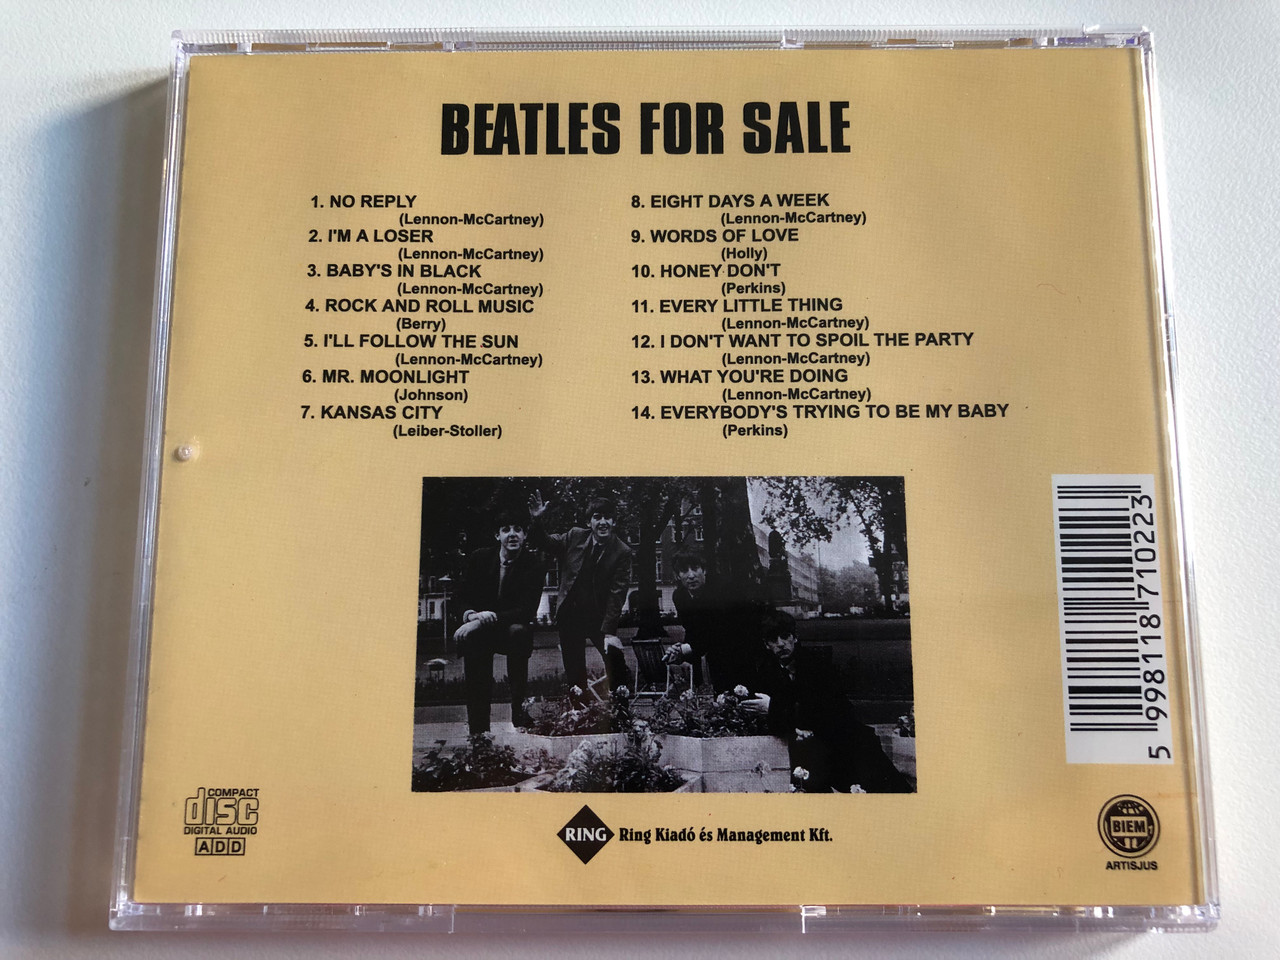 BEATLES FOR SALE
1. NO REPLY
(Lennon-McCartney)
2. I'M A LOSER
(Lennon-McCartney)
3. BABY'S IN BLACK
(Lennon-McCartney)
4. ROCK AND ROLL MUSIC
(Berry)
5. I'LL FOLLOW THE SUN
(Lennon-McCartney)
6. MR. MOONLIGHT
(Johnson)
7. KANSAS CITY
(Leiber-Stoller)
8. EIGHT DAYS A WEEK
(Lennon-McCartney)
9. WORDS OF LOVE
(Holly)
10. HONEY DON'T
(Perkins)
11. EVERY LITTLE THING
(Lennon-McCartney)
12. I DON'T WANT TO SPOIL THE PARTY
(Lennon-McCartney)
13. WHAT YOU'RE DOING
(Lennon-McCartney)
14. EVERYBODY'S TRYING TO BE MY BABY
(Perkins)
5 998118 710223
COMPACT
disc
DIGITAL AUDIO
ADD
RING Ring Kiadó és Management Kft.
BIEM
ARTISJUS